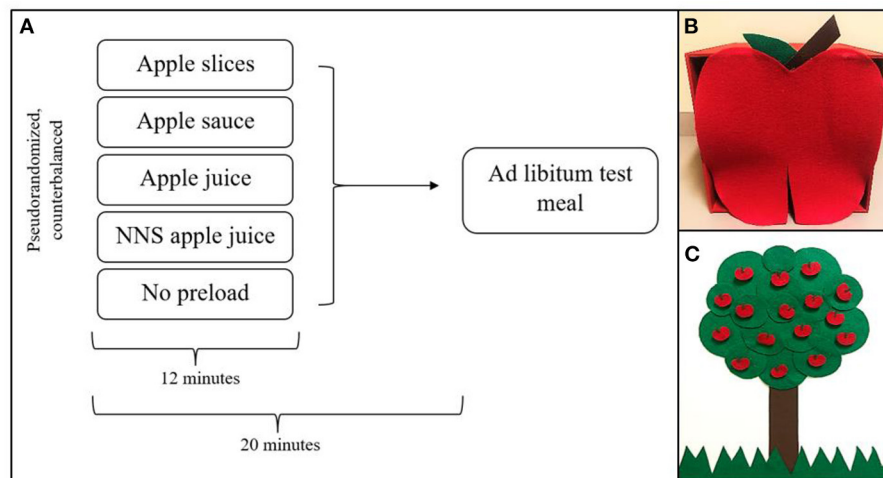 A
Pseudorandomized,
counterbalanced
Apple slices
Apple sauce
Apple juice
NNS apple juice
No preload
12 minutes
20 minutes
Ad libitum test
meal
B
C